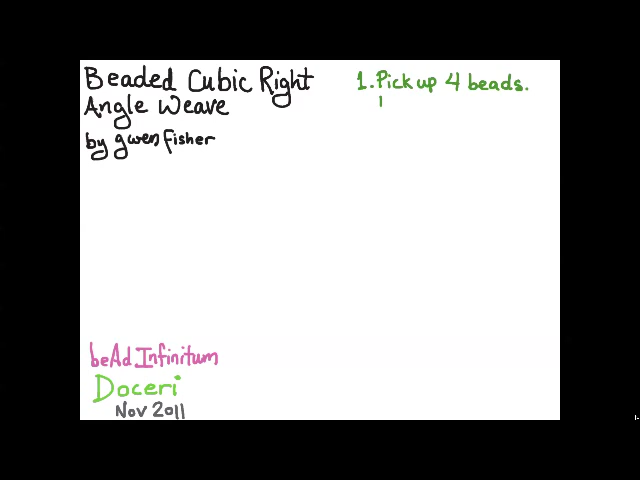 Beaded Cubic Right
Angle Weave
by gwen fisher
1. Pick up 4 beads.
beAd Infinitum
Doceri
Nov 2011